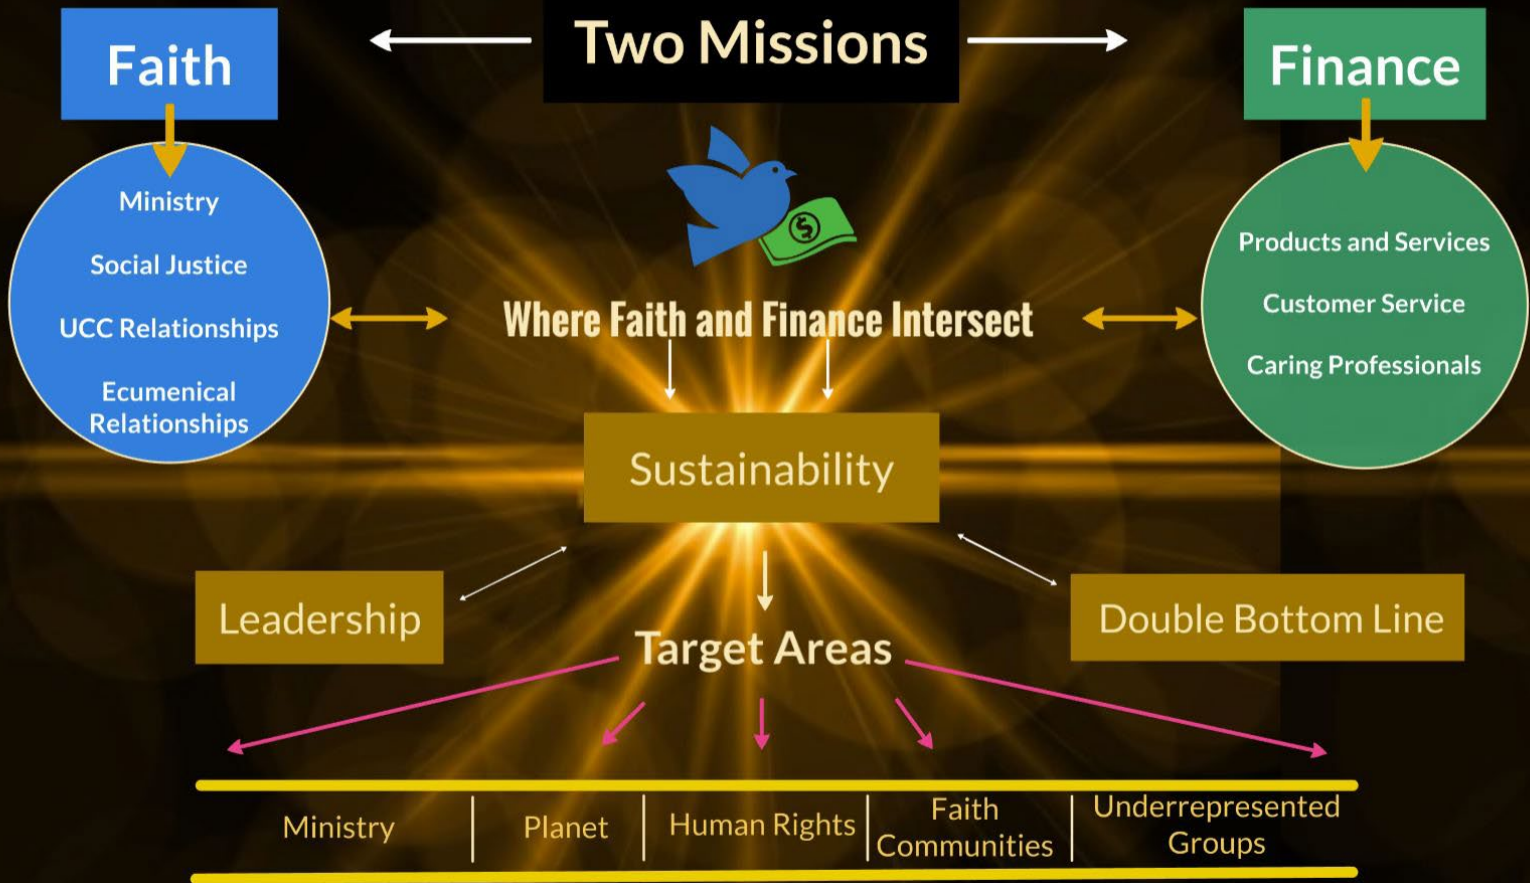 Two Missions
Faith
Finance
Ministry
Social Justice
UCC Relationships
Ecumenical
Relationships
$
Where Faith and Finance Intersect
Products and Services
Customer Service
Caring Professionals
Sustainability
Leadership
Double Bottom Line
Target Areas
Ministry
Planet
Human Rights
Faith
Communities
Underrepresented
Groups